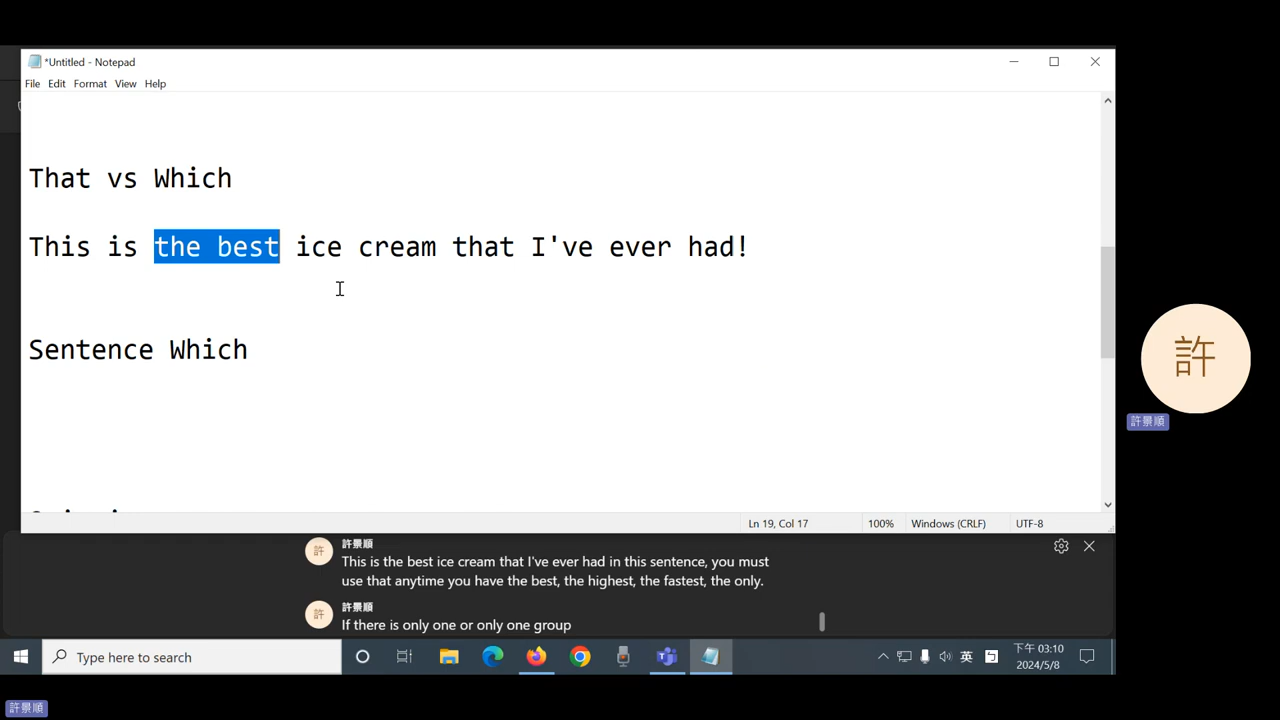 *Untitled - Notepad
File Edit Format View Help
That vs Which
This is the best ice cream that I've ever had!
Sentence Which
Ln 19, Col 17 100% Windows (CRLF) UTF-8
許
許景順
許 許景順
This is the best ice cream that I've ever had in this sentence, you must
use that anytime you have the best, the highest, the fastest, the only.
許 許景順
If there is only one or only one group
Type here to search
英
下午 03:10
2024/5/8
許景順